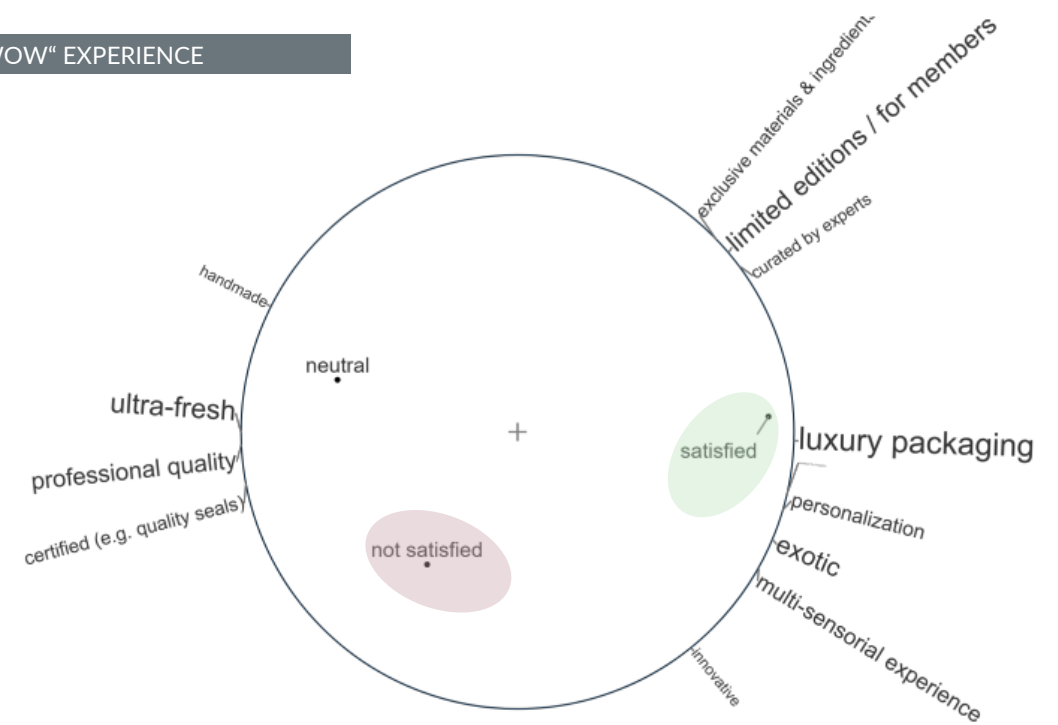 WOW“ EXPERIENCE
exclusive materials & ingredients
limited editions / for members
curated by experts
handmade
neutral
ultra-fresh
professional quality
certified (e.g. quality seals)
satisfied
luxury packaging
personalization
exotic
multi-sensorial experience
not satisfied
innovative